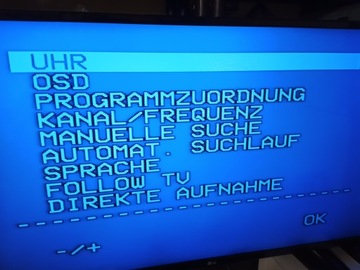 UHR
OSD
PROGRAMMZUORDNUNG
KANAL/FREQUENZ
MANUELLE SUCHE
AUTOMAT. SUCHLAUF
SPRACHE
FOLLOW TV
DIREKTE AUFNAHME
-/+ OK